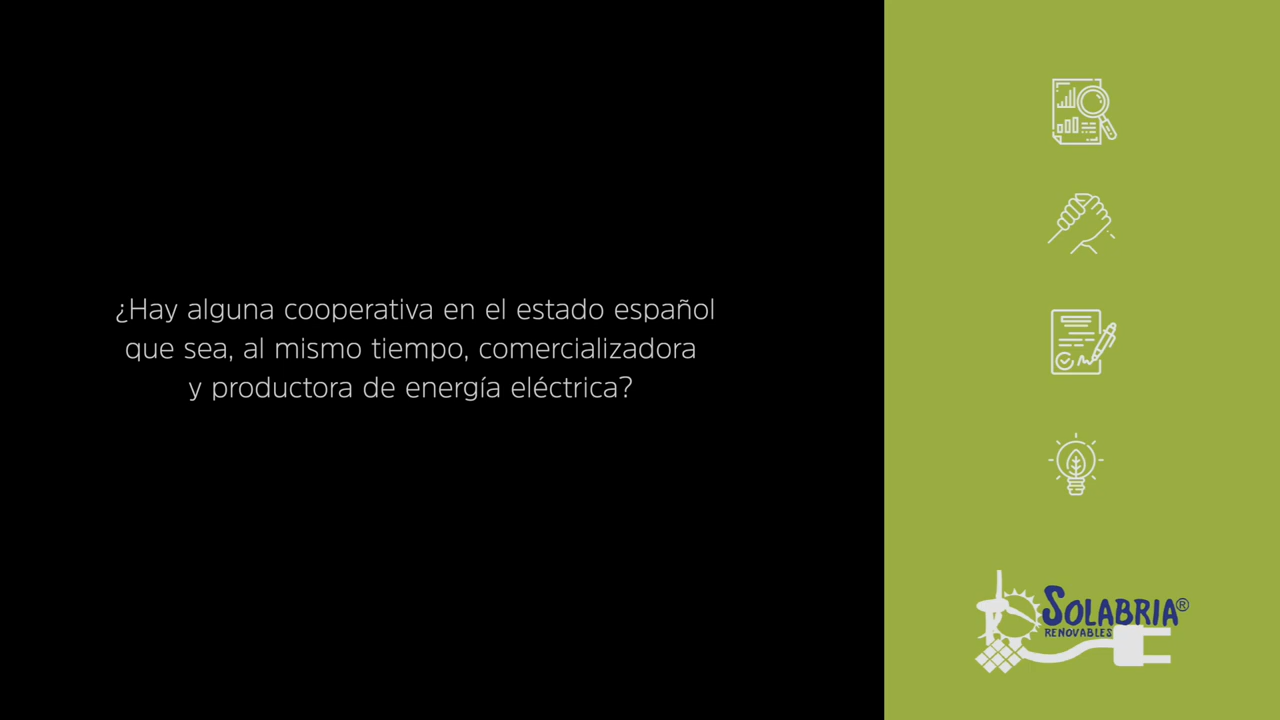 ¿Hay alguna cooperativa en el estado español
que sea, al mismo tiempo, comercializadora
y productora de energía eléctrica?
SOLABRIA®
RENOVABLES